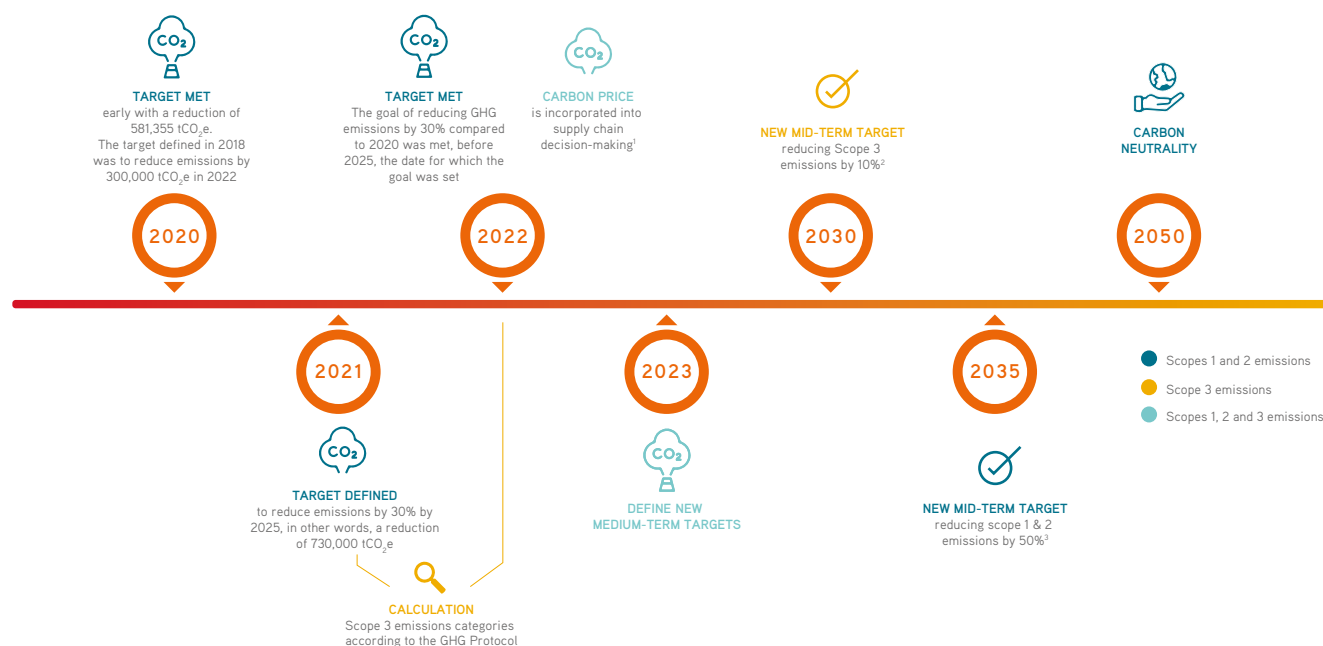 CO₂
TARGET MET
early with a reduction of
581,355 tCO₂e.
The target defined in 2018
was to reduce emissions by
300,000 tCO₂e in 2022
2020
CO₂
TARGET MET
The goal of reducing GHG
emissions by 30% compared
to 2020 was met, before
2025, the date for which the
goal was set
CO₂
CARBON PRICE
is incorporated into
supply chain
decision-making¹
2022
NEW MID-TERM TARGET
reducing Scope 3
emissions by 10%²
2030
CARBON
NEUTRALITY
2050
2021
CO₂
TARGET DEFINED
to reduce emissions by 30% by
2025, in other words, a reduction
of 730,000 tCO₂e
CALCULATION
Scope 3 emissions categories
according to the GHG Protocol
2023
CO₂
DEFINE NEW
MEDIUM-TERM TARGETS
2035
NEW MID-TERM TARGET
reducing scope 1 & 2
emissions by 50%³
Scopes 1 and 2 emissions
Scope 3 emissions
Scopes 1, 2 and 3 emissions